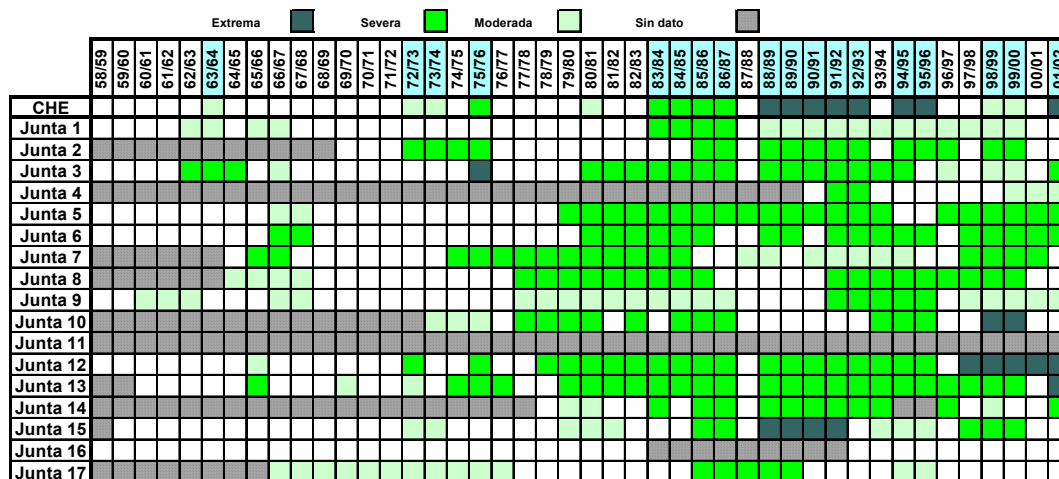 Extrema Severa Moderada Sin dato
58/59 59/60 60/61 61/62 62/63 63/64 64/65 65/66 66/67 67/68 68/69 69/70 70/71 71/72 72/73 73/74 74/75 75/76 76/77 77/78 78/79 79/80 80/81 81/82 82/83 83/84 84/85 85/86 86/87 87/88 88/89 89/90 90/91 91/92 92/93 93/94 94/95 95/96 96/97 97/98 98/99 99/00 00/01 01/02
CHE
Junta 1
Junta 2
Junta 3
Junta 4
Junta 5
Junta 6
Junta 7
Junta 8
Junta 9
Junta 10
Junta 11
Junta 12
Junta 13
Junta 14
Junta 15
Junta 16
Junta 17